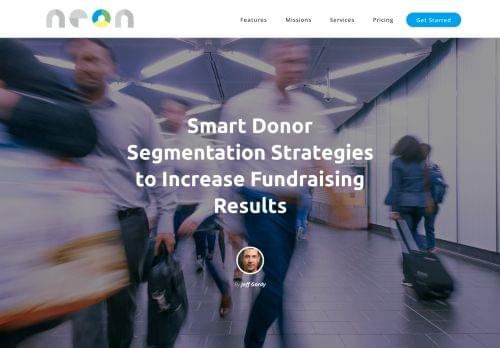 neon
Features Missions Services Pricing Get Started
Smart Donor
Segmentation Strategies
to Increase Fundraising
Results
By Jeff Gordy